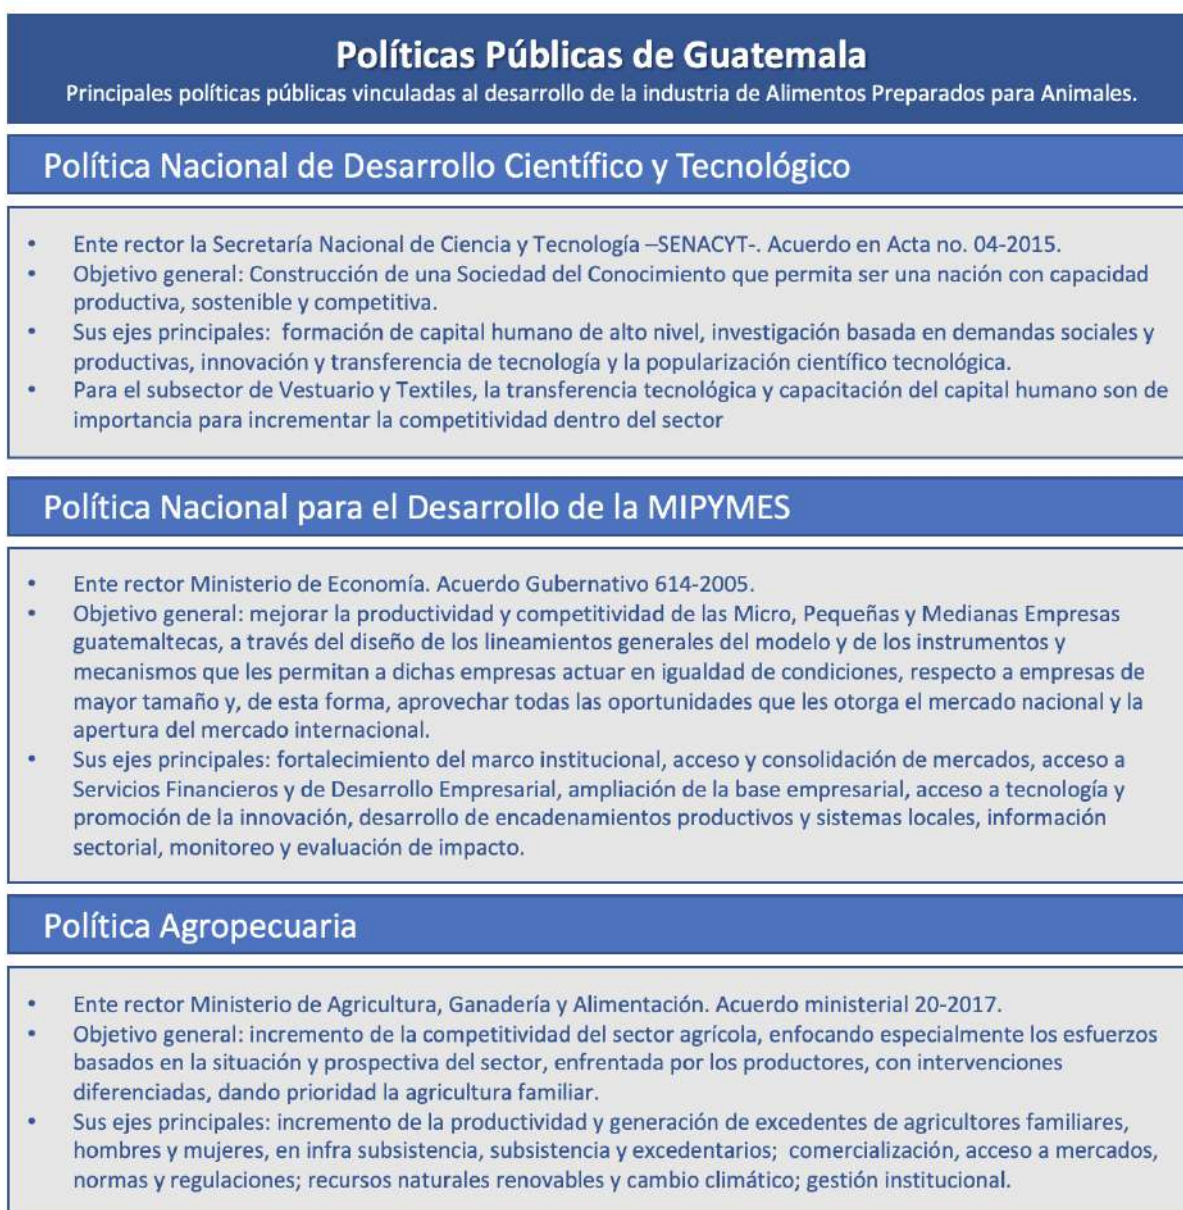 Políticas Públicas de Guatemala
Principales políticas públicas vinculadas al desarrollo de la industria de Alimentos Preparados para Animales.
Política Nacional de Desarrollo Científico y Tecnológico
• Ente rector la Secretaría Nacional de Ciencia y Tecnología –SENACYT-. Acuerdo en Acta no. 04-2015.
• Objetivo general: Construcción de una Sociedad del Conocimiento que permita ser una nación con capacidad
productiva, sostenible y competitiva.
• Sus ejes principales:  formación de capital humano de alto nivel, investigación basada en demandas sociales y
productivas, innovación y transferencia de tecnología y la popularización científico tecnológica.
• Para el subsector de Vestuario y Textiles, la transferencia tecnológica y capacitación del capital humano son de
importancia para incrementar la competitividad dentro del sector
Política Nacional para el Desarrollo de la MIPYMES
• Ente rector Ministerio de Economía. Acuerdo Gubernativo 614-2005.
• Objetivo general: mejorar la productividad y competitividad de las Micro, Pequeñas y Medianas Empresas
guatemaltecas, a través del diseño de los lineamientos generales del modelo y de los instrumentos y
mecanismos que les permitan a dichas empresas actuar en igualdad de condiciones, respecto a empresas de
mayor tamaño y, de esta forma, aprovechar todas las oportunidades que les otorga el mercado nacional y la
apertura del mercado internacional.
• Sus ejes principales: fortalecimiento del marco institucional, acceso y consolidación de mercados, acceso a
Servicios Financieros y de Desarrollo Empresarial, ampliación de la base empresarial, acceso a tecnología y
promoción de la innovación, desarrollo de encadenamientos productivos y sistemas locales, información
sectorial, monitoreo y evaluación de impacto.
Política Agropecuaria
• Ente rector Ministerio de Agricultura, Ganadería y Alimentación. Acuerdo ministerial 20-2017.
• Objetivo general: incremento de la competitividad del sector agrícola, enfocando especialmente los esfuerzos
basados en la situación y prospectiva del sector, enfrentada por los productores, con intervenciones
diferenciadas, dando prioridad la agricultura familiar.
• Sus ejes principales: incremento de la productividad y generación de excedentes de agricultores familiares,
hombres y mujeres, en infra subsistencia, subsistencia y excedentarios;  comercialización, acceso a mercados,
normas y regulaciones; recursos naturales renovables y cambio climático; gestión institucional.